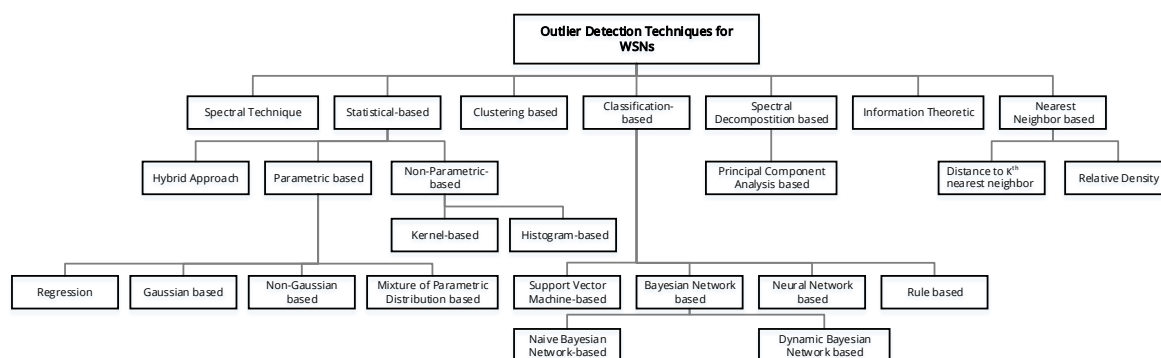 Outlier Detection Techniques for
WSNs
Spectral Technique
Statistical-based
Clustering based
Classification-
based
Spectral
Decompostition based
Information Theoretic
Nearest
Neighbor based
Hybrid Approach
Parametric based
Non-Parametric-
based
Principal Component
Analysis based
Distance to Kth
nearest neighbor
Relative Density
Kernel-based
Histogram-based
Regression
Gaussian based
Non-Gaussian
based
Mixture of Parametric
Distribution based
Support Vector
Machine-based
Bayesian Network
based
Neural Network
based
Rule based
Naive Bayesian
Network-based
Dynamic Bayesian
Network based